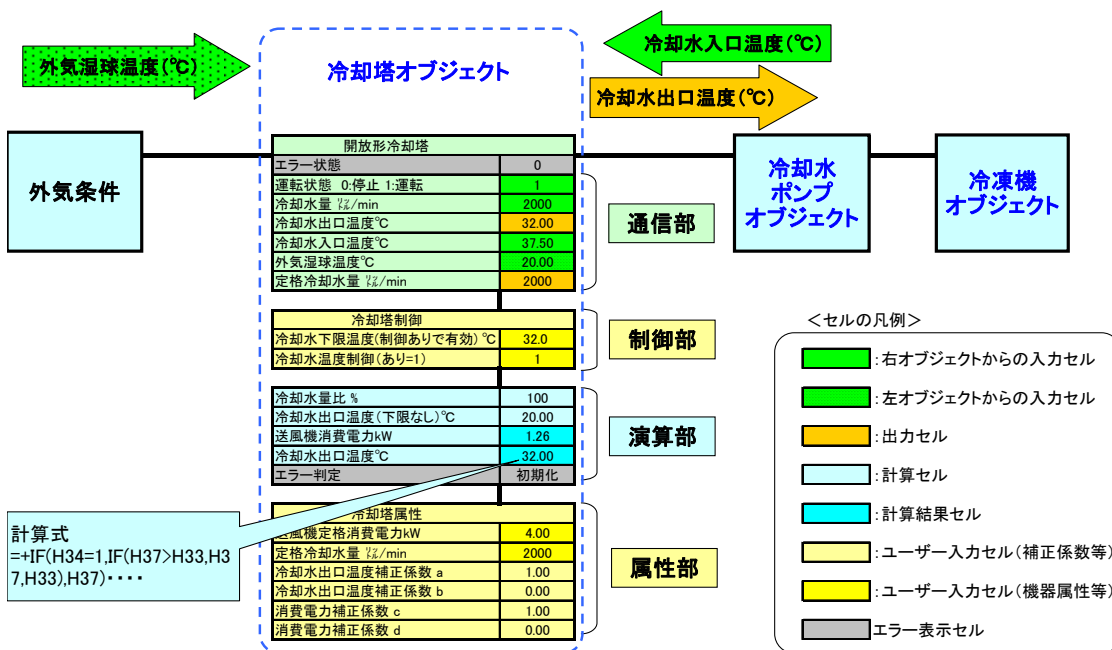 外気湿球温度(℃)
冷却塔オブジェクト
冷却水入口温度(℃)
冷却水出口温度(℃)
外気条件
開放形冷却塔
エラー状態 0
運転状態 0:停止 1:運転 1
冷却水量 ㍑/min 2000
冷却水出口温度℃ 32.00
冷却水入口温度℃ 37.50
外気湿球温度℃ 20.00
定格冷却水量 ㍑/min 2000
通信部
冷却水
ポンプ
オブジェクト
冷凍機
オブジェクト
冷却塔制御
冷却水下限温度(制御ありで有効)℃ 32.0
冷却水温度制御(あり=1) 1
制御部
冷却水量比 % 100
冷却水出口温度(下限なし)℃ 20.00
送風機消費電力kW 1.26
冷却水出口温度℃ 32.00
エラー判定 初期化
演算部
計算式
=+IF(H34=1,IF(H37>H33,H3
7,H33),H37)････
冷却塔属性
送風機定格消費電力kW 4.00
定格冷却水量 ㍑/min 2000
冷却水出口温度補正係数 a 1.00
冷却水出口温度補正係数 b 0.00
消費電力補正係数 c 1.00
消費電力補正係数 d 0.00
属性部
<セルの凡例>
:右オブジェクトからの入力セル
:左オブジェクトからの入力セル
:出力セル
:計算セル
:計算結果セル
:ユーザー入力セル(補正係数等)
:ユーザー入力セル(機器属性等)
エラー表示セル